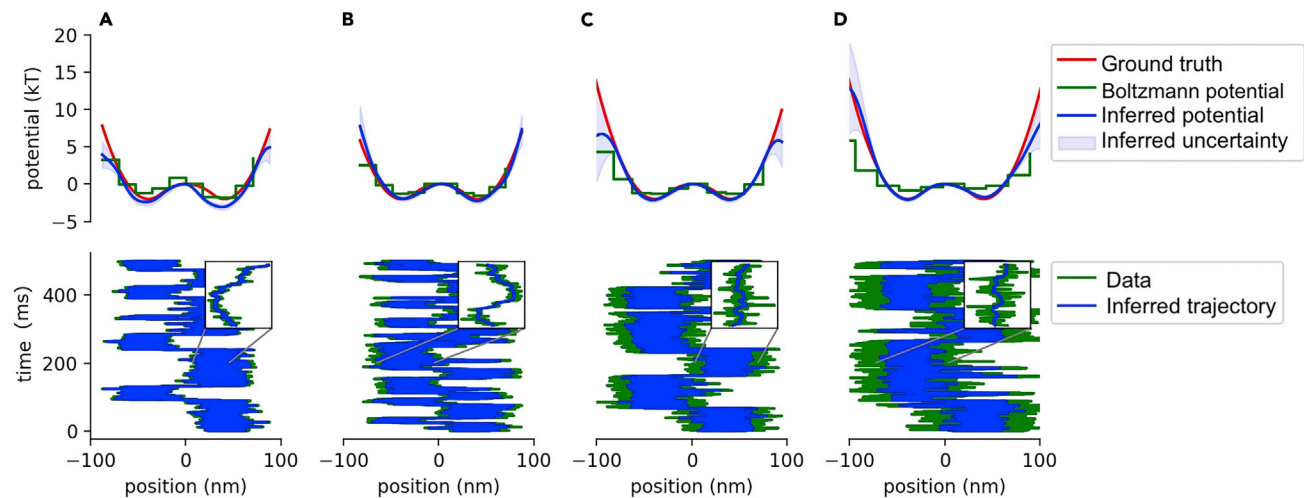 A B C D
20
15
10
5
0
−5
potential (kT)
Ground truth
Boltzmann potential
Inferred potential
Inferred uncertainty
400
200
0
time (ms)
Data
Inferred trajectory
−100 0 100 −100 0 100 −100 0 100 −100 0 100
position (nm) position (nm) position (nm) position (nm)